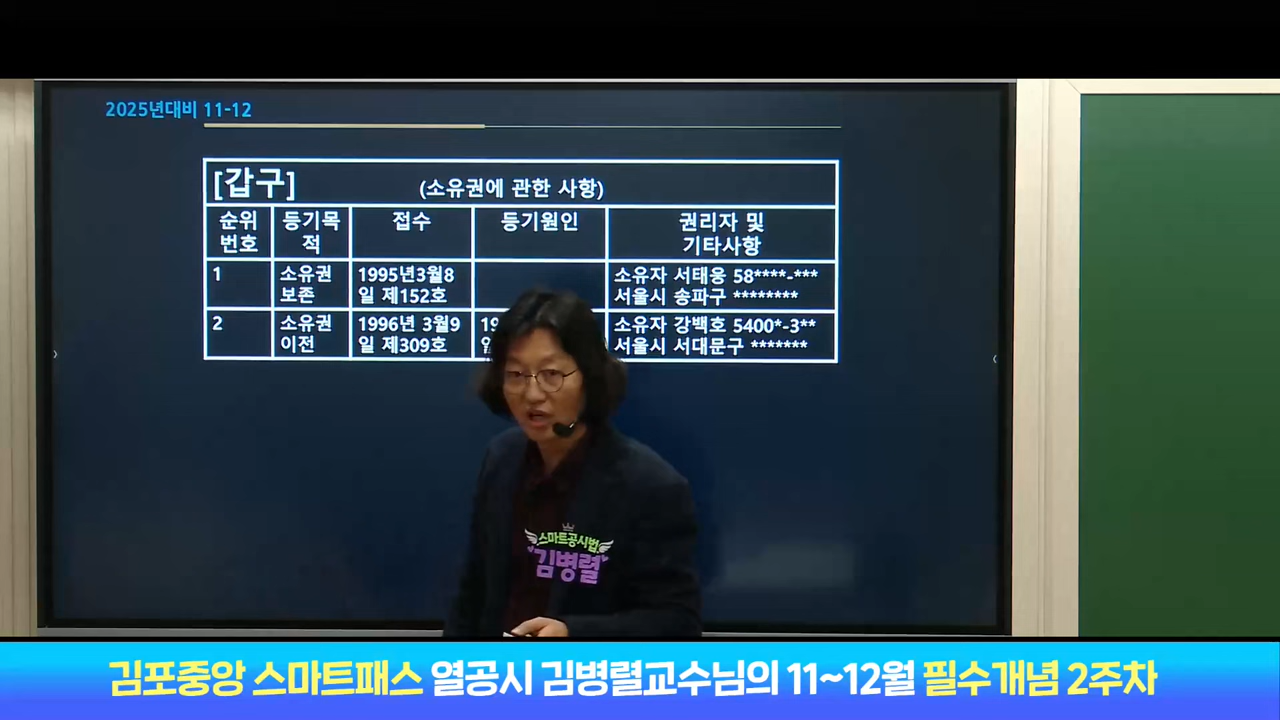 2025년대비 11-12
[갑구] (소유권에 관한 사항)
순위 번호 등기목적 접수 등기원인 권리자 및 기타사항
1 소유권 보존 1995년3월8일 제152호 소유자 서태웅 58****-*** 서울시 송파구 ********
2 소유권 이전 1996년 3월9일 제309호 소유자 강백호 5400*-3** 서울시 서대문구 *******
스마트공시법
김병렬
김포중앙 스마트패스 열공시 김병렬교수님의 11~12월 필수개념 2주차